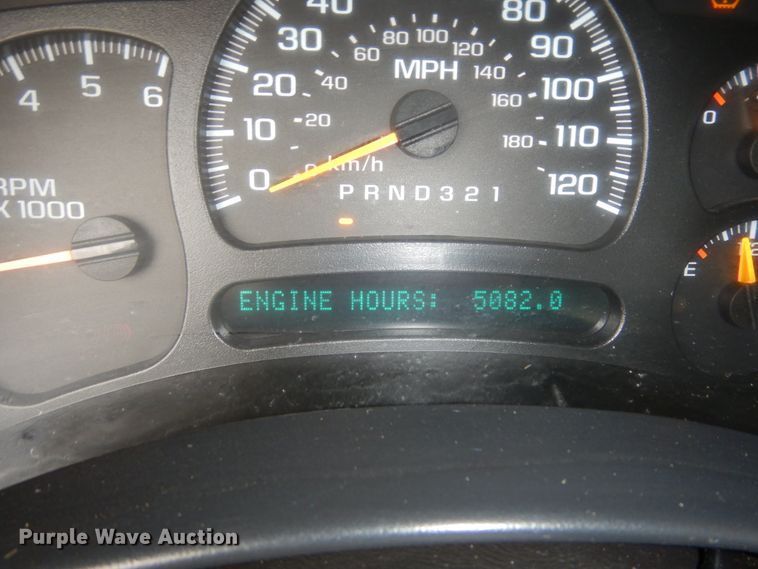 40 80
30 60 80 100 120 90
20 40 MPH 140 100
10 20 160 110
180
0 0 km/h 120
PRND321
4 5 6
RPM
X 1000
0
E
ENGINE HOURS: 5082.0
Purple Wave Auction